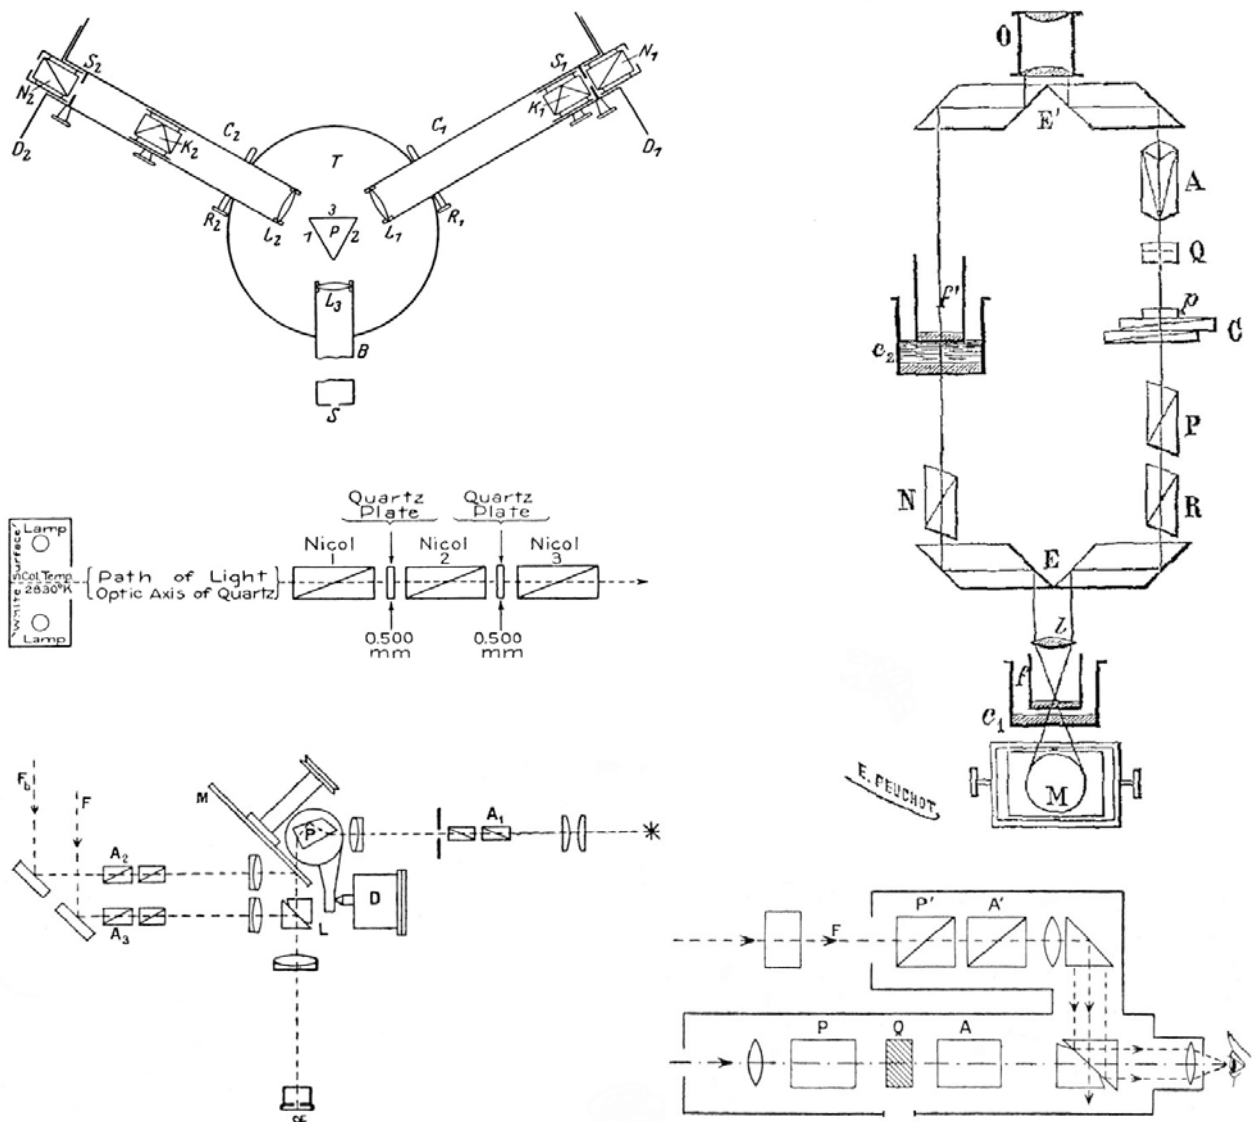 S₂
N₂
D₂
K₂
C₂
R₂
L₂
T
3
1 P 2
L₃
B
S
S₁
N₁
K₁
C₁
D₁
R₁
L₁
Quartz Plate
Quartz Plate
Nicol 1
Nicol 2
Nicol 3
"White Surface"
Lamp
Col. Temp.
2830°K
Lamp
Path of Light
Optic Axis of Quartz
0.500 mm
0.500 mm
F_b
F
M
P
A₁
A₂
A₃
L
D
O
E'
A
Q
f'
p
c₂
C
P
N
R
E
l
f
c₁
M
E. PEUCHOT.
P'
A'
F
P
Q
A